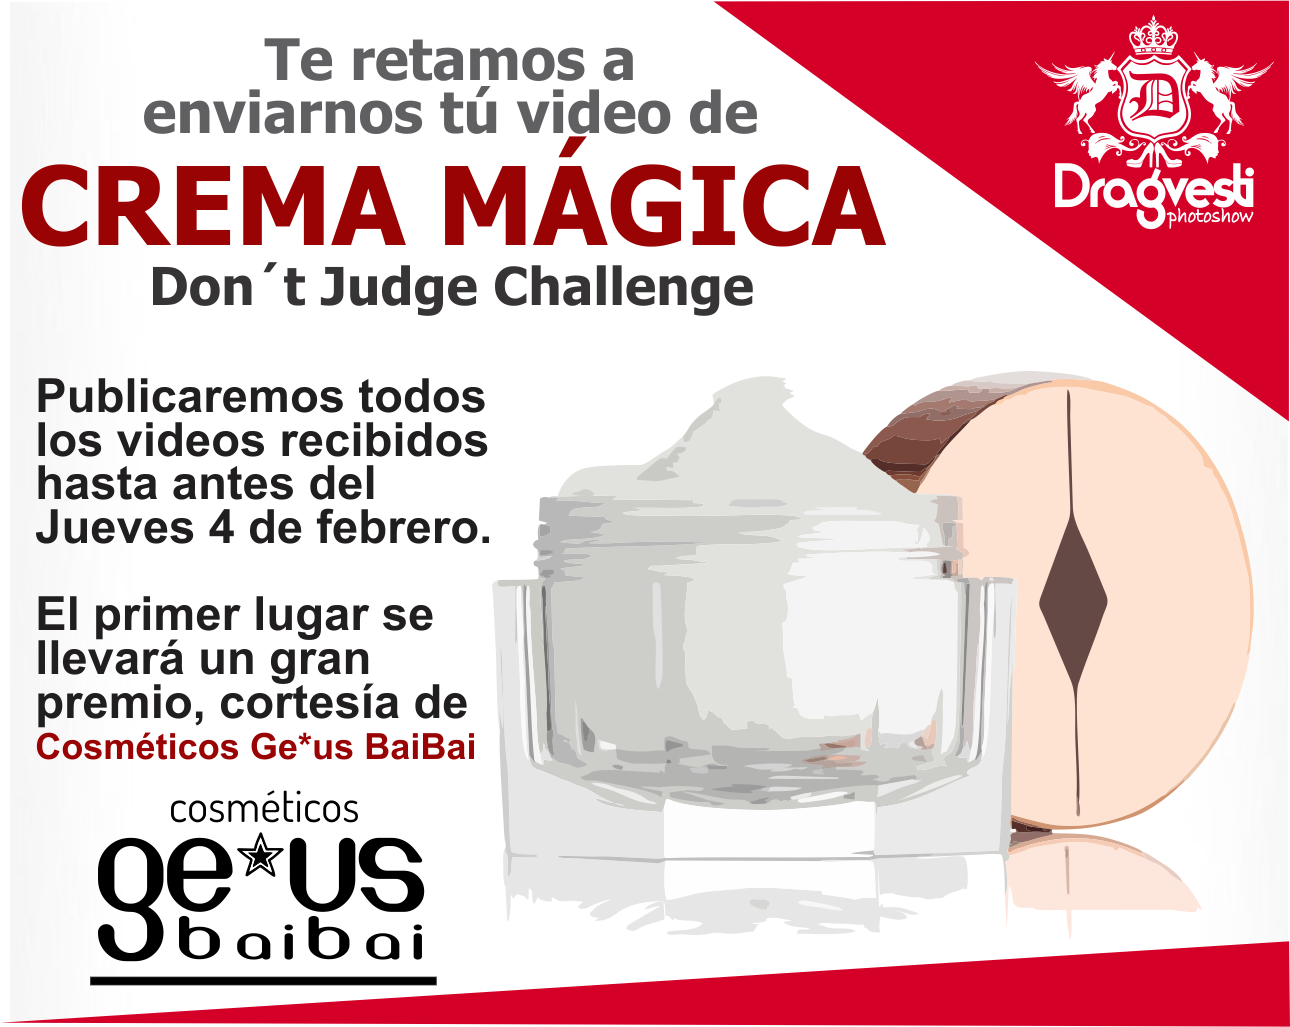 Te retamos a
enviarnos tú video de
CREMA MÁGICA
Don´t Judge Challenge
D
Dragvesti
photoshow
Publicaremos todos
los videos recibidos
hasta antes del
Jueves 4 de febrero.
El primer lugar se
llevará un gran
premio, cortesía de
Cosméticos Ge*us BaiBai
cosméticos
ge*us
baibai